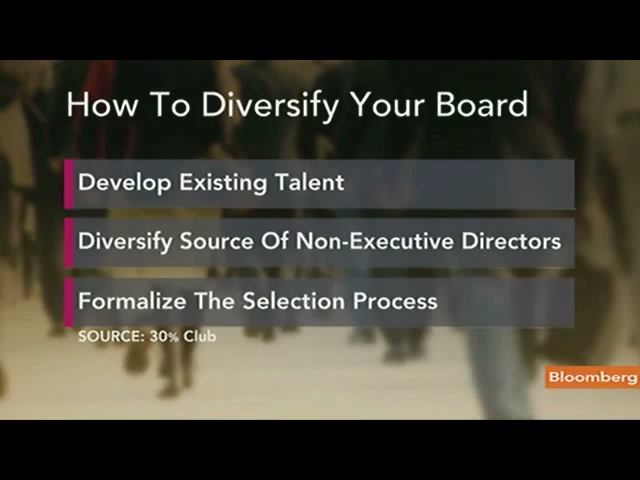 How To Diversify Your Board
Develop Existing Talent
Diversify Source Of Non-Executive Directors
Formalize The Selection Process
SOURCE: 30% Club
Bloomberg